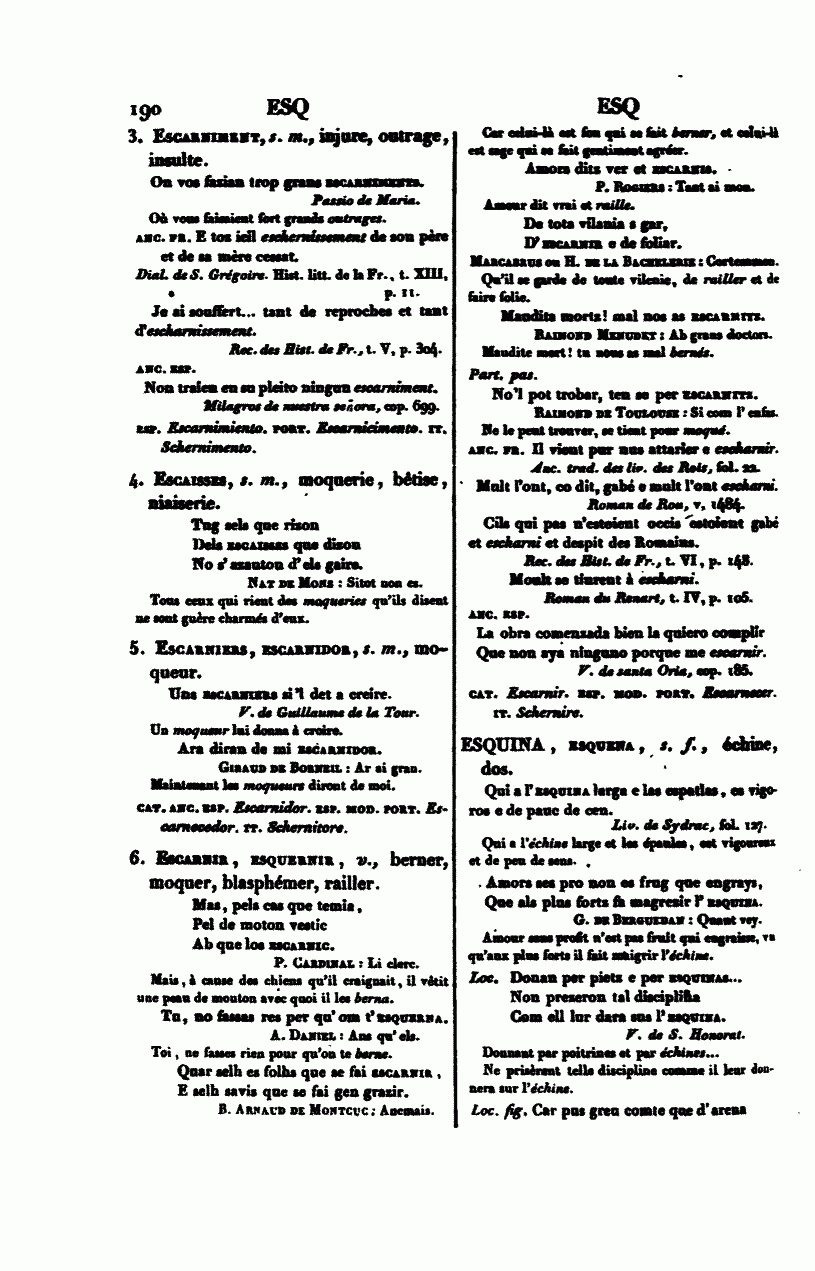 190 ESQ
3. ESCARNIMENT, s. m., injure, outrage,
insulte.
On vos fazian trop grans ESCARNIMENTS.
Passio de Maria.
Où vous faisaient fort grands outrages.
ANC. FR. E tos icil eschernissement de son père
et de sa mère cessat.
Dial. de S. Grégoire. Hist. litt. de la Fr., t. XIII,
p. 11.
Je ai souffert... tant de reproches et tant
d'escharnissement.
Rec. des Hist. de Fr., t. V, p. 304.
ANC. ESP.
Non traien en su pleito ningun escarniment.
Milagros de nuestra señora, cop. 699.
ESP. Escarnimiento. PORT. Escarnicimento. IT.
Schernimento.
4. ESCAISSES, s. m., moquerie, bêtise,
niaiserie.
Tug sels que rizon
Dels ESCAISSES que dizon
No s'azauton d'els gaire.
NAT DE MONS : Sitot non es.
Tous ceux qui rient des moqueries qu'ils disent
ne sont guère charmés d'eux.
5. ESCARNIERS, ESCARNIDOR, s. m., mo-
queur.
Uns ESCARNIERS si'l det a creire.
V. de Guillaume de la Tour.
Un moqueur lui donna à croire.
Ara diran de mi ESCARNIDOR.
GIRAUD DE BORNEIL : Ar ai gran.
Maintenant les moqueurs diront de moi.
CAT. ANC. ESP. Escarnidor. ESP. MOD. PORT. Es-
carnecedor. IT. Schernitore.
6. ESCARNIR, ESQUERNIR, v., berner,
moquer, blasphémer, railler.
Mas, pels cas que temia,
Pel de moton vestic
Ab que los ESCARNIC.
P. CARDINAL : Li clerc.
Mais, à cause des chiens qu'il craignait, il vêtit
une peau de mouton avec quoi il les berna.
Tu, no fassas res per qu'om t'ESQUERNA.
A. DANIEL : Ans qu'els.
Toi, ne fasses rien pour qu'on te berne.
Quar selh es folhs que se fai ESCARNIR,
E selh savis que se fai gen grazir.
B. ARNAUD DE MONTCUC : Anemais.
ESQ
Car celui-là est fou qui se fait berner, et celui-là
est sage qui se fait gentiment agréer.
Amors dits ver et ESCARNIS.
P. ROGIERS : Tant ai mon.
Amour dit vrai et raille.
De tota vilania s gar,
D'ESCARNIR e de foliar.
MARCABRUS ou H. DE LA BACHELERIE : Cortesamen.
Qu'il se garde de toute vilenie, de railler et de
faire folie.
Maudita mortz! mal nos as ESCARNITS.
RAIMOND MENUDET : Ab grans doctors.
Maudite mort! tu nous as mal bernés.
Part. pas.
No'l pot trobar, ten se per ESCARNITS.
RAIMOND DE TOULOUSE : Si com l'enfas.
Ne le peut trouver, se tient pour moqué.
ANC. FR. Il vient pur nus attarier e escharnir.
Anc. trad. des liv. des Rois, fol. 22.
Mult l'ont, co dit, gabé e mult l'ont escharni.
Roman de Rou, v. 1484.
Cils qui pas n'estoient occis estoient gabé
et escharni et despit des Romains.
Rec. des Hist. de Fr., t. VI, p. 148.
Moult se tinrent à escharni.
Roman du Renart, t. IV, p. 105.
ANC. ESP.
La obra comenzada bien la quiero complir
Que non aya ninguno porque me escarnir.
V. de santa Oria, cop. 185.
CAT. Escarnir. ESP. MOD. PORT. Escarnecer.
IT. Schernire.
ESQUINA, ESQUENA, s. f., échine,
dos.
Qui a l'ESQUINA larga e las espatlas, es vigo-
ros e de pauc de cen.
Liv. de Sydrac, fol. 127.
Qui a l'échine large et les épaules, est vigoureux
et de peu de sens.
Amors ses pro non es frug que engrays,
Que als plus forts fa magrezir l'ESQUINA.
G. DE BERGUEDAN : Quant vey.
Amour sans profit n'est pas fruit qui engraisse, vu
qu'aux plus forts il fait maigrir l'échine.
Loc. Donan per piets e per ESQUINAS...
Non preseron tal disciplina
Com ell lur dara sus l'ESQUINA.
V. de S. Honorat.
Donnent par poitrines et par échines...
Ne prisèrent telle discipline comme il leur don-
nera sur l'échine.
Loc. fig. Car pus greu comte que d'arena